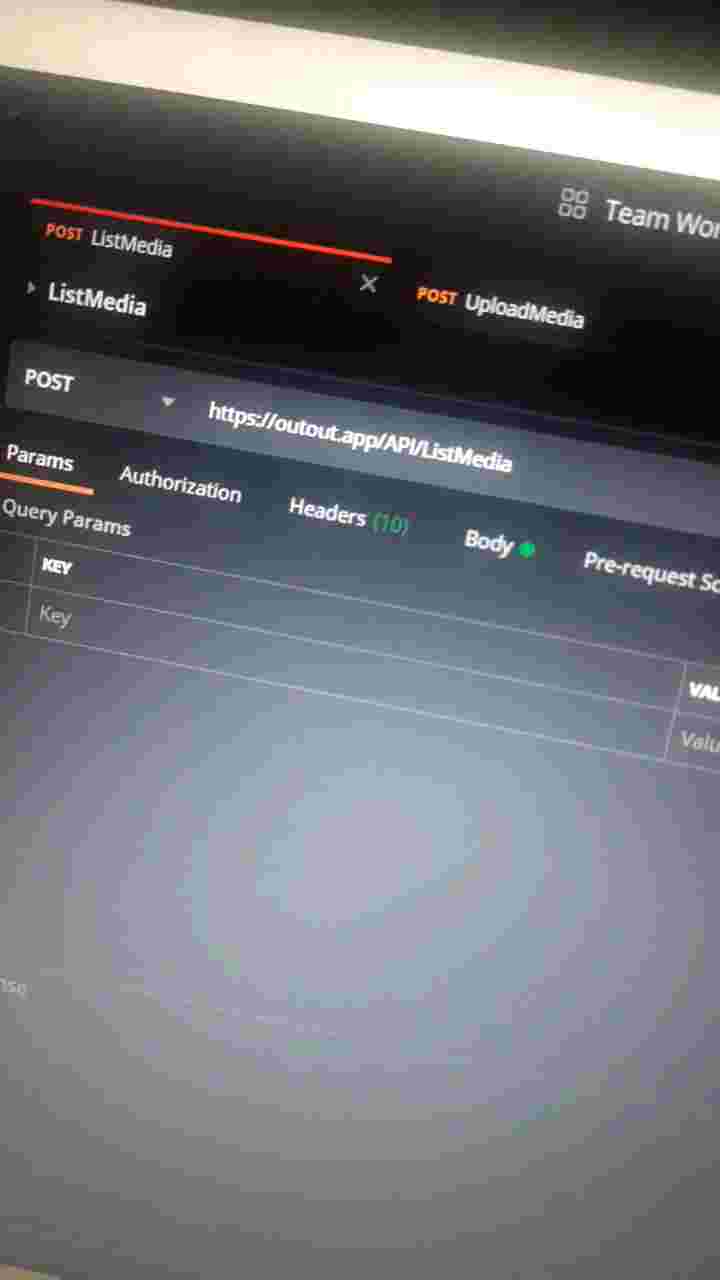 Team Wor
POST ListMedia
POST UploadMedia
ListMedia
POST https://outout.app/API/ListMedia
Params Authorization Headers (10) Body Pre-request Sc
Query Params
KEY VAL
Key Valu
nse